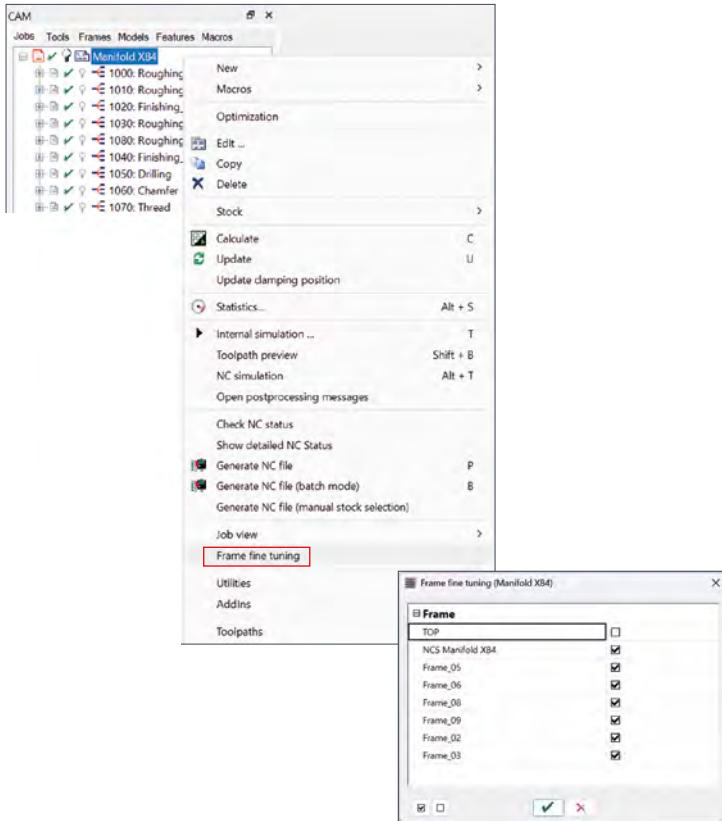 CAM
Jobs Tools Frames Models Features Macros
Manifold X84
1000: Roughing
1010: Roughing
1020: Finishing_
1030: Roughing
1080: Roughing
1040: Finishing_
1050: Drilling
1060: Chamfer
1070: Thread
New
Macros
Optimization
Edit ...
Copy
Delete
Stock
Calculate C
Update U
Update clamping position
Statistics... Alt + S
Internal simulation ... T
Toolpath preview Shift + B
NC simulation Alt + T
Open postprocessing messages
Check NC status
Show detailed NC Status
Generate NC file P
Generate NC file (batch mode) B
Generate NC file (manual stock selection)
Job view
Frame fine tuning
Utilities
AddIns
Toolpaths
Frame fine tuning (Manifold X84)
Frame
TOP
NCS Manifold X84
Frame_05
Frame_06
Frame_08
Frame_09
Frame_02
Frame_03